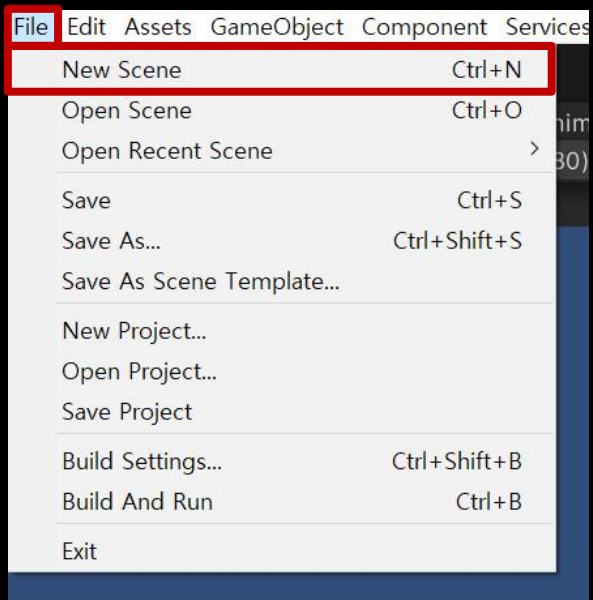 File Edit Assets GameObject Component Services
New Scene Ctrl+N
Open Scene Ctrl+O
Open Recent Scene >
Save Ctrl+S
Save As... Ctrl+Shift+S
Save As Scene Template...
New Project...
Open Project...
Save Project
Build Settings... Ctrl+Shift+B
Build And Run Ctrl+B
Exit